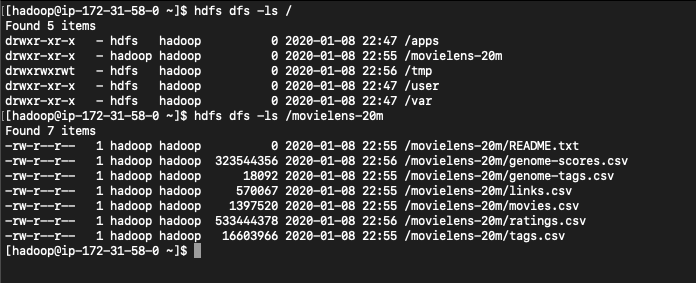 [hadoop@ip-172-31-58-0 ~]$ hdfs dfs -ls /
Found 5 items
drwxr-xr-x   - hdfs   hadoop          0 2020-01-08 22:47 /apps
drwxr-xr-x   - hadoop hadoop          0 2020-01-08 22:55 /movielens-20m
drwxrwxrwt   - hdfs   hadoop          0 2020-01-08 22:56 /tmp
drwxr-xr-x   - hdfs   hadoop          0 2020-01-08 22:47 /user
drwxr-xr-x   - hdfs   hadoop          0 2020-01-08 22:47 /var
[hadoop@ip-172-31-58-0 ~]$ hdfs dfs -ls /movielens-20m
Found 7 items
-rw-r--r--   1 hadoop hadoop          0 2020-01-08 22:55 /movielens-20m/README.txt
-rw-r--r--   1 hadoop hadoop  323544356 2020-01-08 22:56 /movielens-20m/genome-scores.csv
-rw-r--r--   1 hadoop hadoop      18092 2020-01-08 22:55 /movielens-20m/genome-tags.csv
-rw-r--r--   1 hadoop hadoop     570067 2020-01-08 22:55 /movielens-20m/links.csv
-rw-r--r--   1 hadoop hadoop    1397520 2020-01-08 22:55 /movielens-20m/movies.csv
-rw-r--r--   1 hadoop hadoop  533444378 2020-01-08 22:56 /movielens-20m/ratings.csv
-rw-r--r--   1 hadoop hadoop   16603966 2020-01-08 22:55 /movielens-20m/tags.csv
[hadoop@ip-172-31-58-0 ~]$